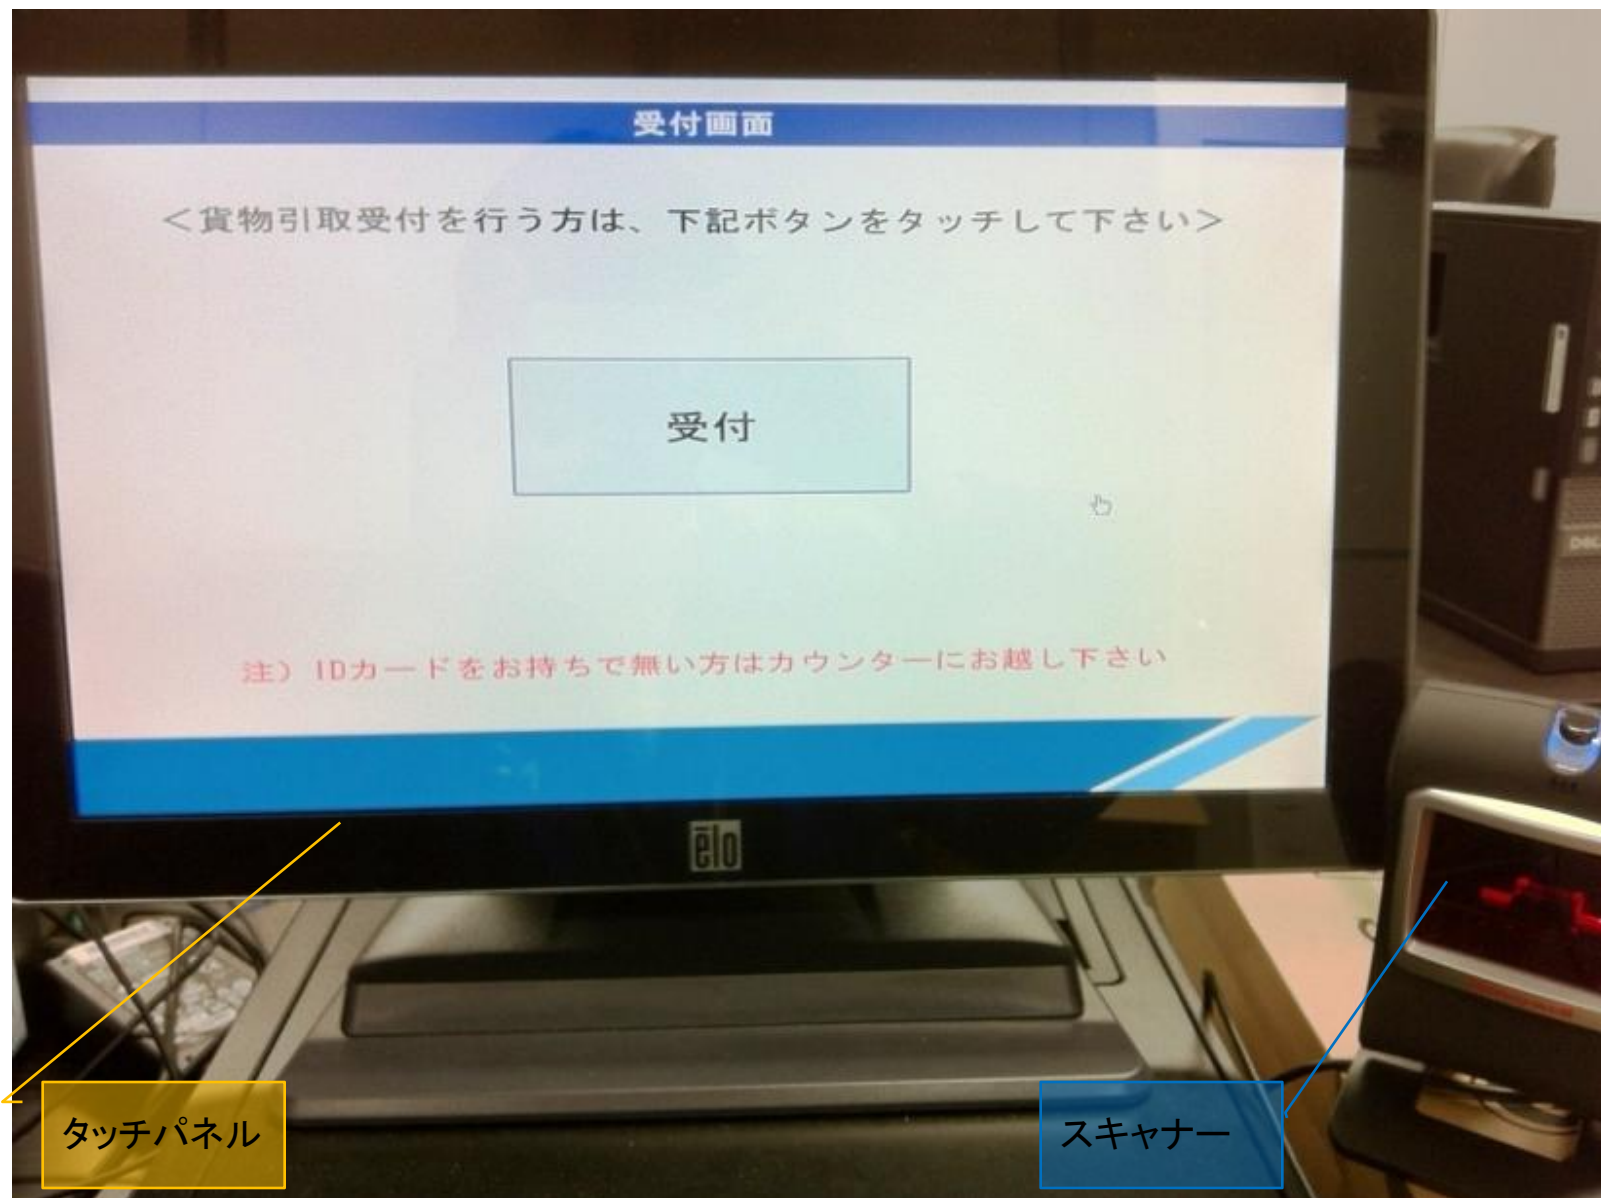 受付画面
＜貨物引取受付を行う方は、下記ボタンをタッチして下さい＞
受付
注）IDカードをお持ちで無い方はカウンターにお越し下さい
elo
タッチパネル
スキャナー